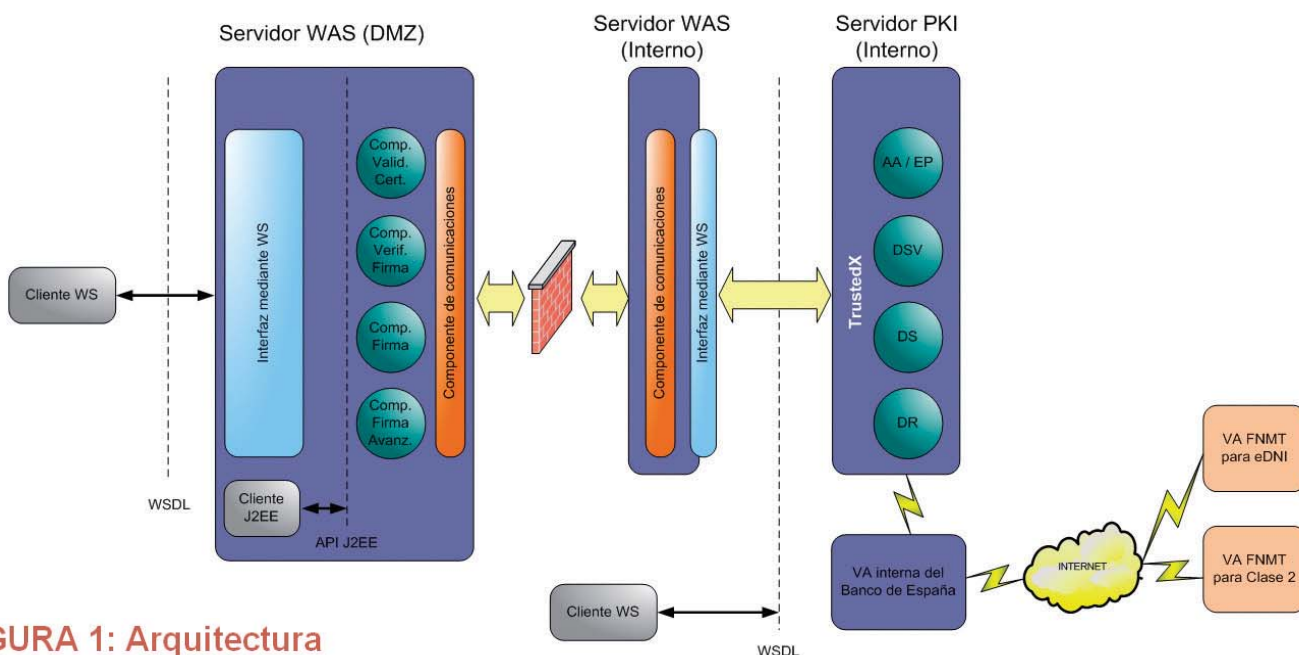 Servidor WAS (DMZ)
Servidor WAS
(Interno)
Servidor PKI
(Interno)
Cliente WS
WSDL
Interfaz mediante WS
Comp.
Valid.
Cert.
Comp.
Verif.
Firma
Comp.
Firma
Comp.
Firma
Avanz.
Componente de comunicaciones
Cliente
J2EE
API J2EE
Componente de comunicaciones
Interfaz mediante WS
TrustedX
AA / EP
DSV
DS
DR
Cliente WS
WSDL
VA interna del
Banco de España
INTERNET
VA FNMT
para eDNI
VA FNMT
para Clase 2
GURA 1: Arquitectura